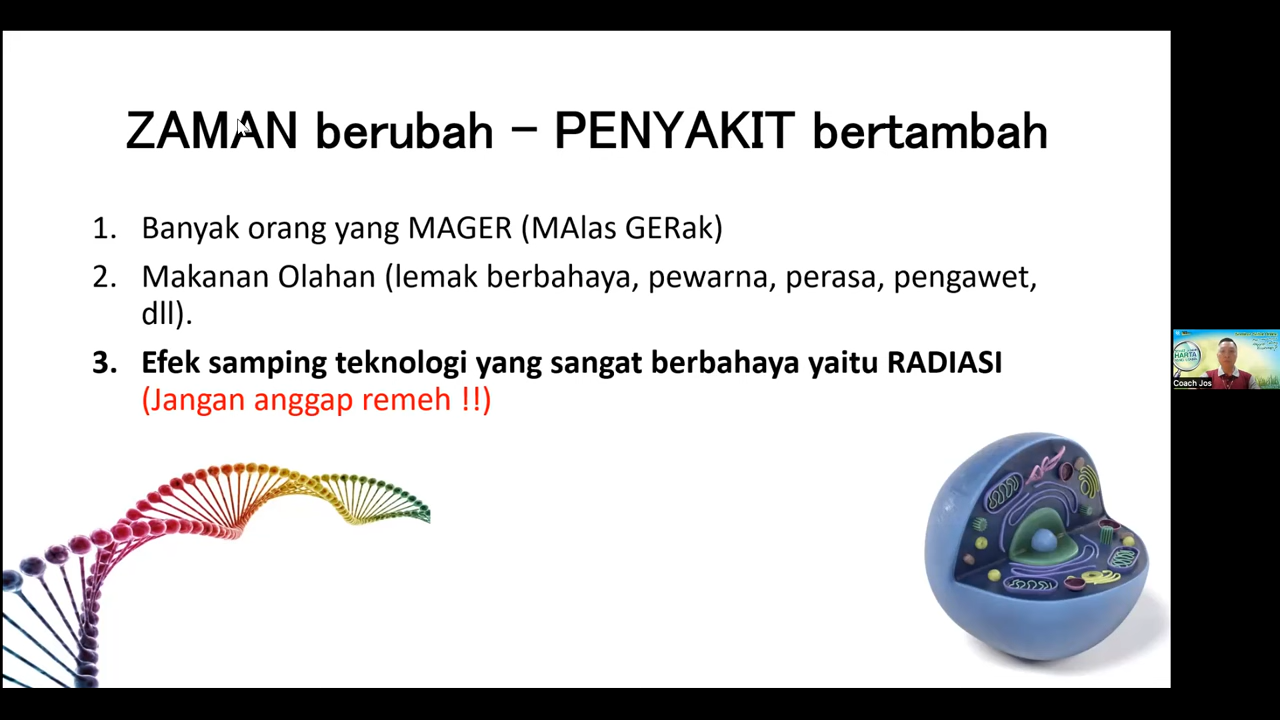 ZAMAN berubah – PENYAKIT bertambah
1. Banyak orang yang MAGER (MAlas GERak)
2. Makanan Olahan (lemak berbahaya, pewarna, perasa, pengawet,
dll).
3. Efek samping teknologi yang sangat berbahaya yaitu RADIASI
(Jangan anggap remeh !!)
HARTA
Coach Jos